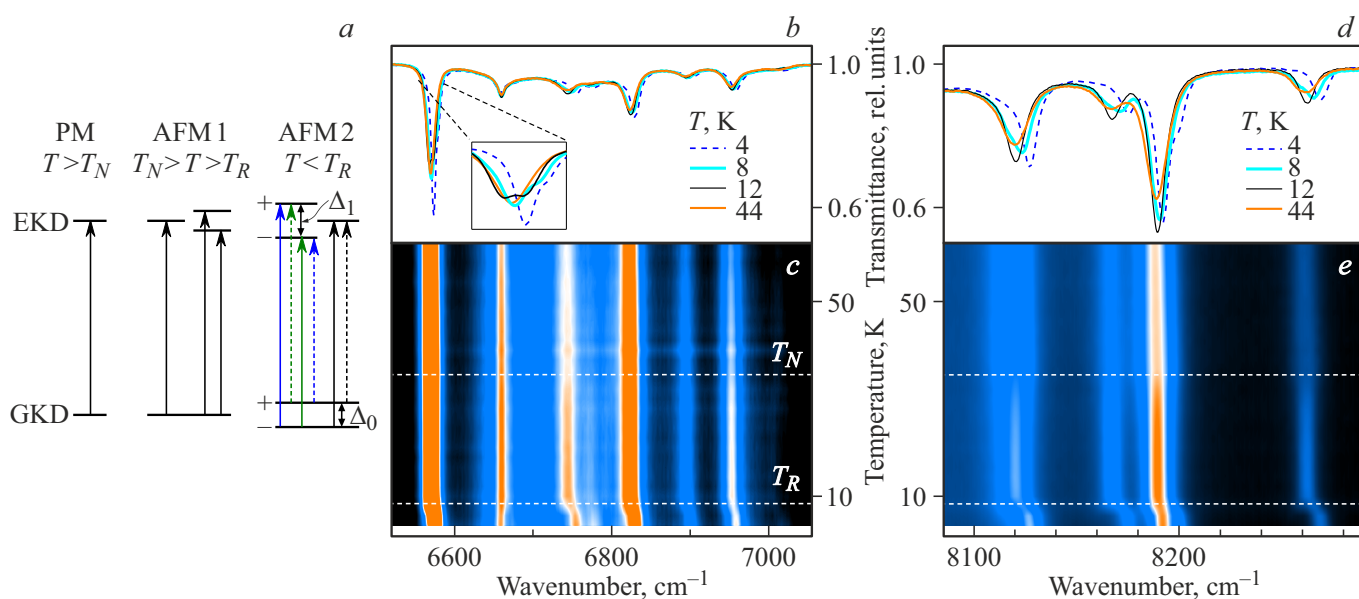 a
PM
T > T_N
AFM 1
T_N > T > T_R
AFM 2
T < T_R
+
Δ_1
EKD
–
+
GKD
–
Δ_0
b
T, K
4
8
12
44
1.0
0.6
Transmittance, rel. units
c
T_N
T_R
50
10
Temperature, K
6600
6800
7000
Wavenumber, cm^–1
d
1.0
0.6
T, K
4
8
12
44
e
50
10
8100
8200
Wavenumber, cm^–1